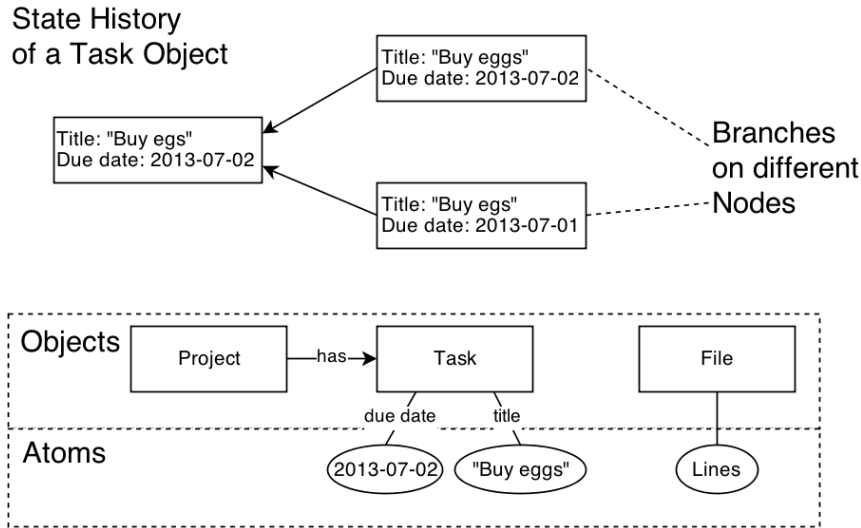 State History
of a Task Object
Title: "Buy eggs"
Due date: 2013-07-02
Title: "Buy egs"
Due date: 2013-07-02
Branches
on different
Nodes
Title: "Buy egs"
Due date: 2013-07-01
Objects
Project
has
Task
File
due date
title
Atoms
2013-07-02
"Buy eggs"
Lines